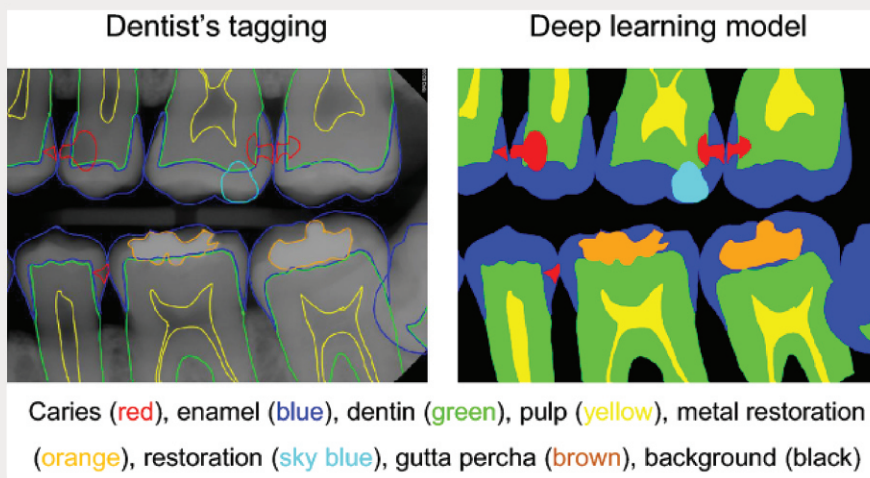 Dentist's tagging
Deep learning model
Caries (red), enamel (blue), dentin (green), pulp (yellow), metal restoration
(orange), restoration (sky blue), gutta percha (brown), background (black)